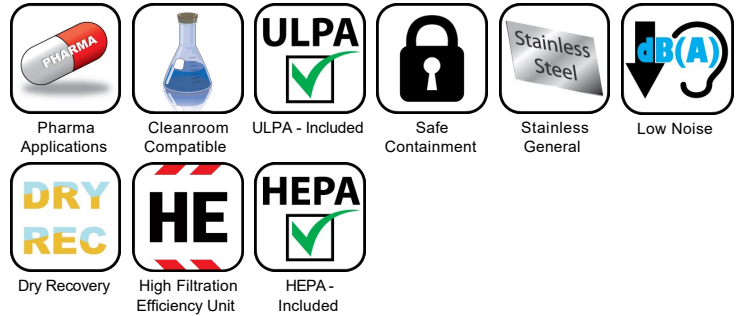 PHARMA
ULPA
Stainless
Steel
dB(A)
Pharma
Applications
Cleanroom
Compatible
ULPA - Included
Safe
Containment
Stainless
General
Low Noise
DRY
REC
HE
HEPA
Dry Recovery
High Filtration
Efficiency Unit
HEPA -
Included